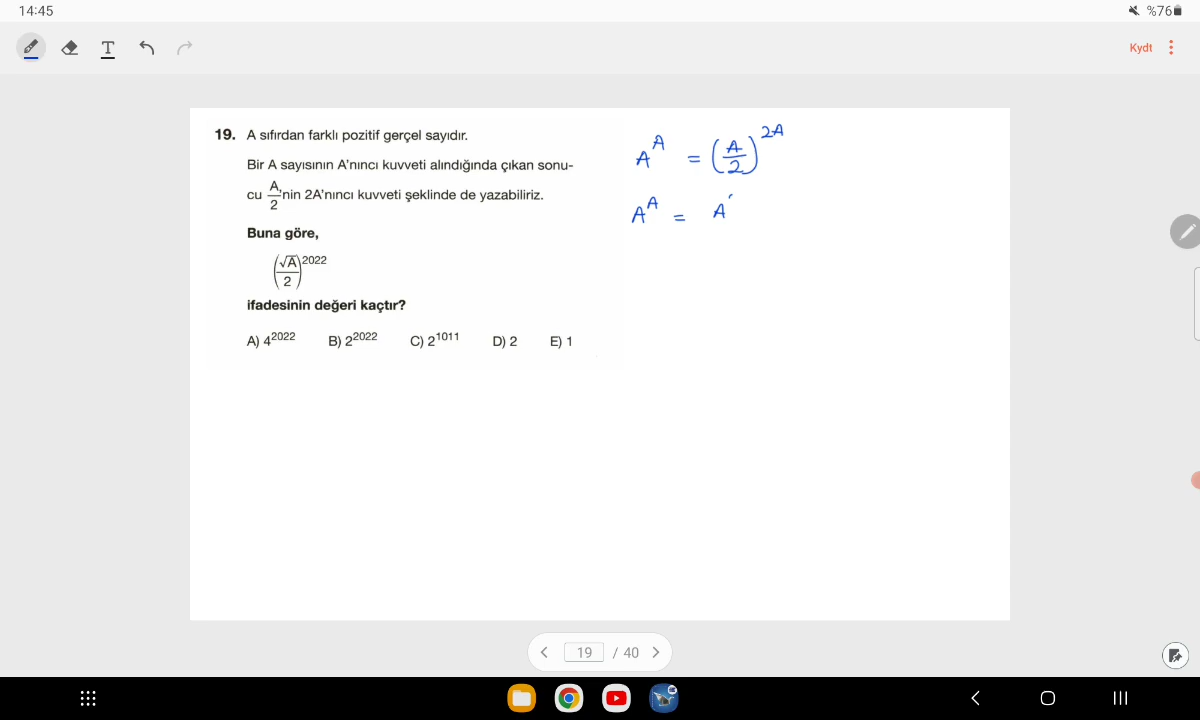 14:45
%76
T
Kydt
19. A sıfırdan farklı pozitif gerçel sayıdır.
Bir A sayısının A'nıncı kuvveti alındığında çıkan sonu-
cu A/2'nin 2A'nıncı kuvveti şeklinde de yazabiliriz.
Buna göre,
(√A/2)^2022
ifadesinin değeri kaçtır?
A) 4^2022 B) 2^2022 C) 2^1011 D) 2 E) 1
A^A = (A/2)^2A
A^A = A
19 / 40